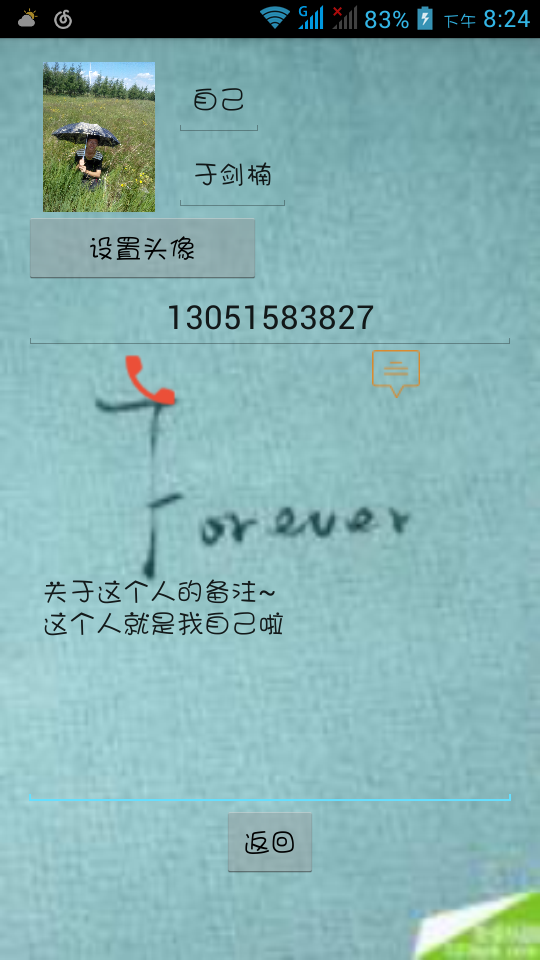 G 83% 下午 8:24
自己
于剑楠
设置头像
13051583827
Forever
关于这个人的备注~
这个人就是我自己啦
返回